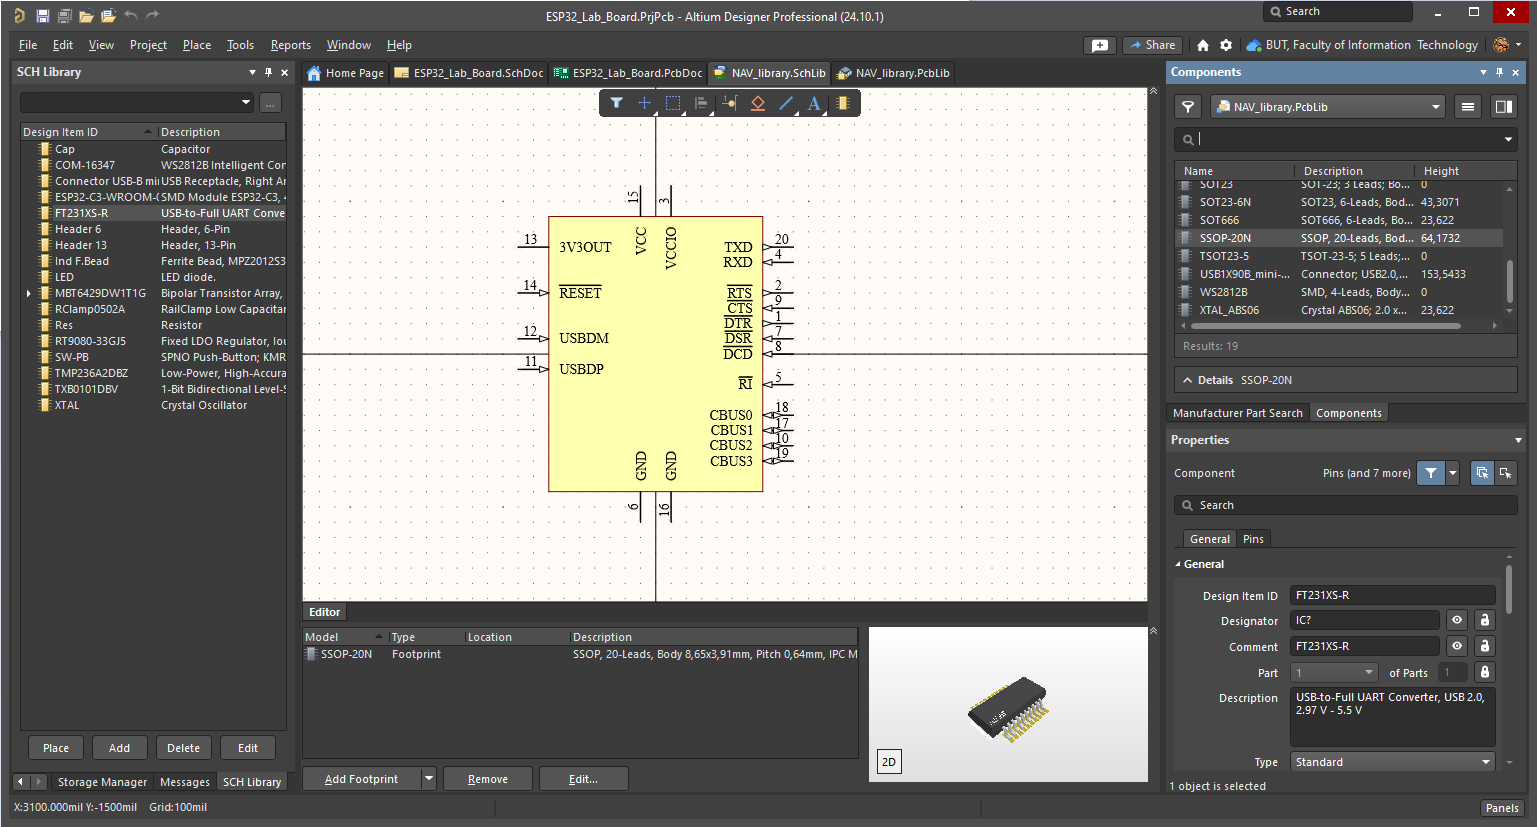 ESP32_Lab_Board.PrjPcb - Altium Designer Professional (24.10.1)
Search
File Edit View Project Place Tools Reports Window Help
Share
BUT, Faculty of Information Technology
SCH Library
Home Page
ESP32_Lab_Board.SchDoc
ESP32_Lab_Board.PcbDoc
NAV_library.SchLib
NAV_library.PcbLib
...
Design Item ID Description
Cap Capacitor
COM-16347 WS2812B Intelligent Con
Connector USB-B mi USB Receptacle, Right Ar
ESP32-C3-WROOM-( SMD Module ESP32-C3, 4
FT231XS-R USB-to-Full UART Conve
Header 6 Header, 6-Pin
Header 13 Header, 13-Pin
Ind F.Bead Ferrite Bead, MPZ2012S3
LED LED diode.
MBT6429DW1T1G Bipolar Transistor Array,
RClamp0502A RailClamp Low Capacitar
Res Resistor
RT9080-33GJ5 Fixed LDO Regulator, lou
SW-PB SPNO Push-Button; KMR
TMP236A2DBZ Low-Power, High-Accura
TXB0101DBV 1-Bit Bidirectional Level-S
XTAL Crystal Oscillator
Place Add Delete Edit
Storage Manager Messages SCH Library
X:3100.000mil Y:-1500mil Grid:100mil
A
15 3
VCC VCCIO
13 3V3OUT
14 RESET
12 USBDM
11 USBDP
TXD 20
RXD 4
RTS 2
CTS 9
DTR 1
DSR 7
DCD 8
RI 5
CBUS0 18
CBUS1 17
CBUS2 10
CBUS3 19
GND GND
6 16
Editor
Model Type Location Description
SSOP-20N Footprint SSOP, 20-Leads, Body 8,65x3,91mm, Pitch 0,64mm, IPC M
2D
Add Footprint Remove Edit...
Components
NAV_library.PcbLib
Name Description Height
SOT23 SOT-23; 3 Leads; Bo... 0
SOT23-6N SOT23, 6-Leads, Bod... 43,3071
SOT666 SOT666, 6-Leads, Bo... 23,622
SSOP-20N SSOP, 20-Leads, Bod... 64,1732
TSOT23-5 TSOT-23-5; 5 Leads;... 0
USB1X90B_mini-... Connector; USB2.0,... 153,5433
WS2812B SMD, 4-Leads, Body... 0
XTAL_ABS06 Crystal ABS06; 2.0 x... 23,622
Results: 19
Details SSOP-20N
Manufacturer Part Search Components
Properties
Component Pins (and 7 more)
Search
General Pins
General
Design Item ID FT231XS-R
Designator IC?
Comment FT231XS-R
Part 1 of Parts 1
Description USB-to-Full UART Converter, USB 2.0,
2.97 V - 5.5 V
Type Standard
1 object is selected
Panels